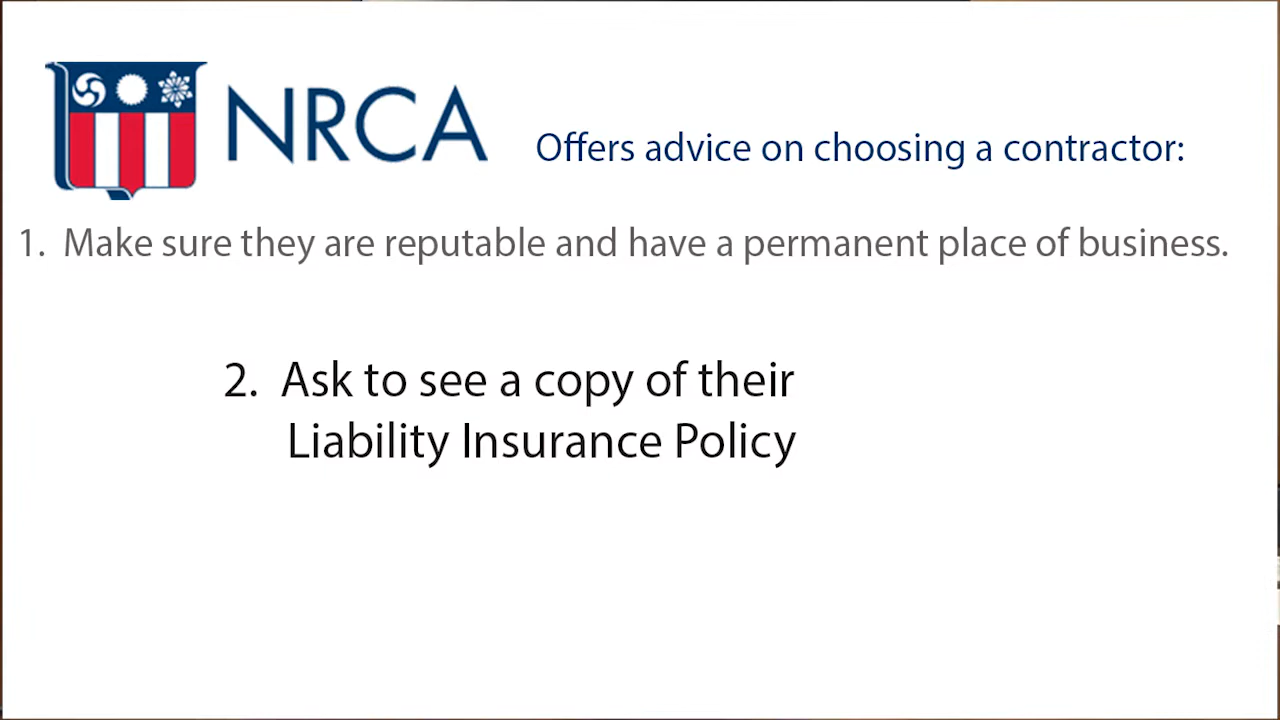 NRCA Offers advice on choosing a contractor:
1. Make sure they are reputable and have a permanent place of business.
2. Ask to see a copy of their
Liability Insurance Policy